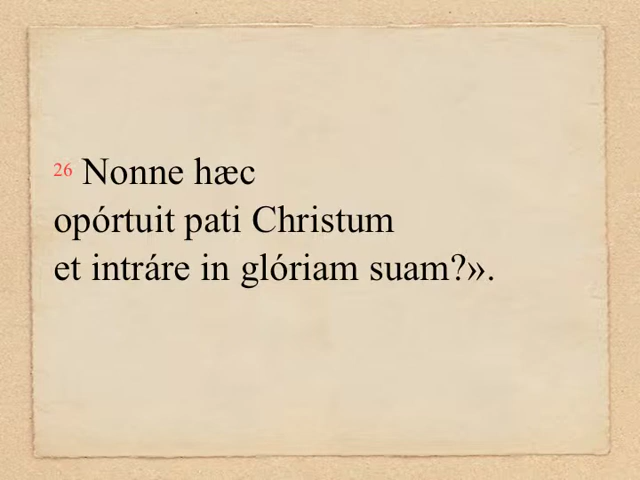 26 Nonne hæc
opórtuit pati Christum
et intráre in glóriam suam?».